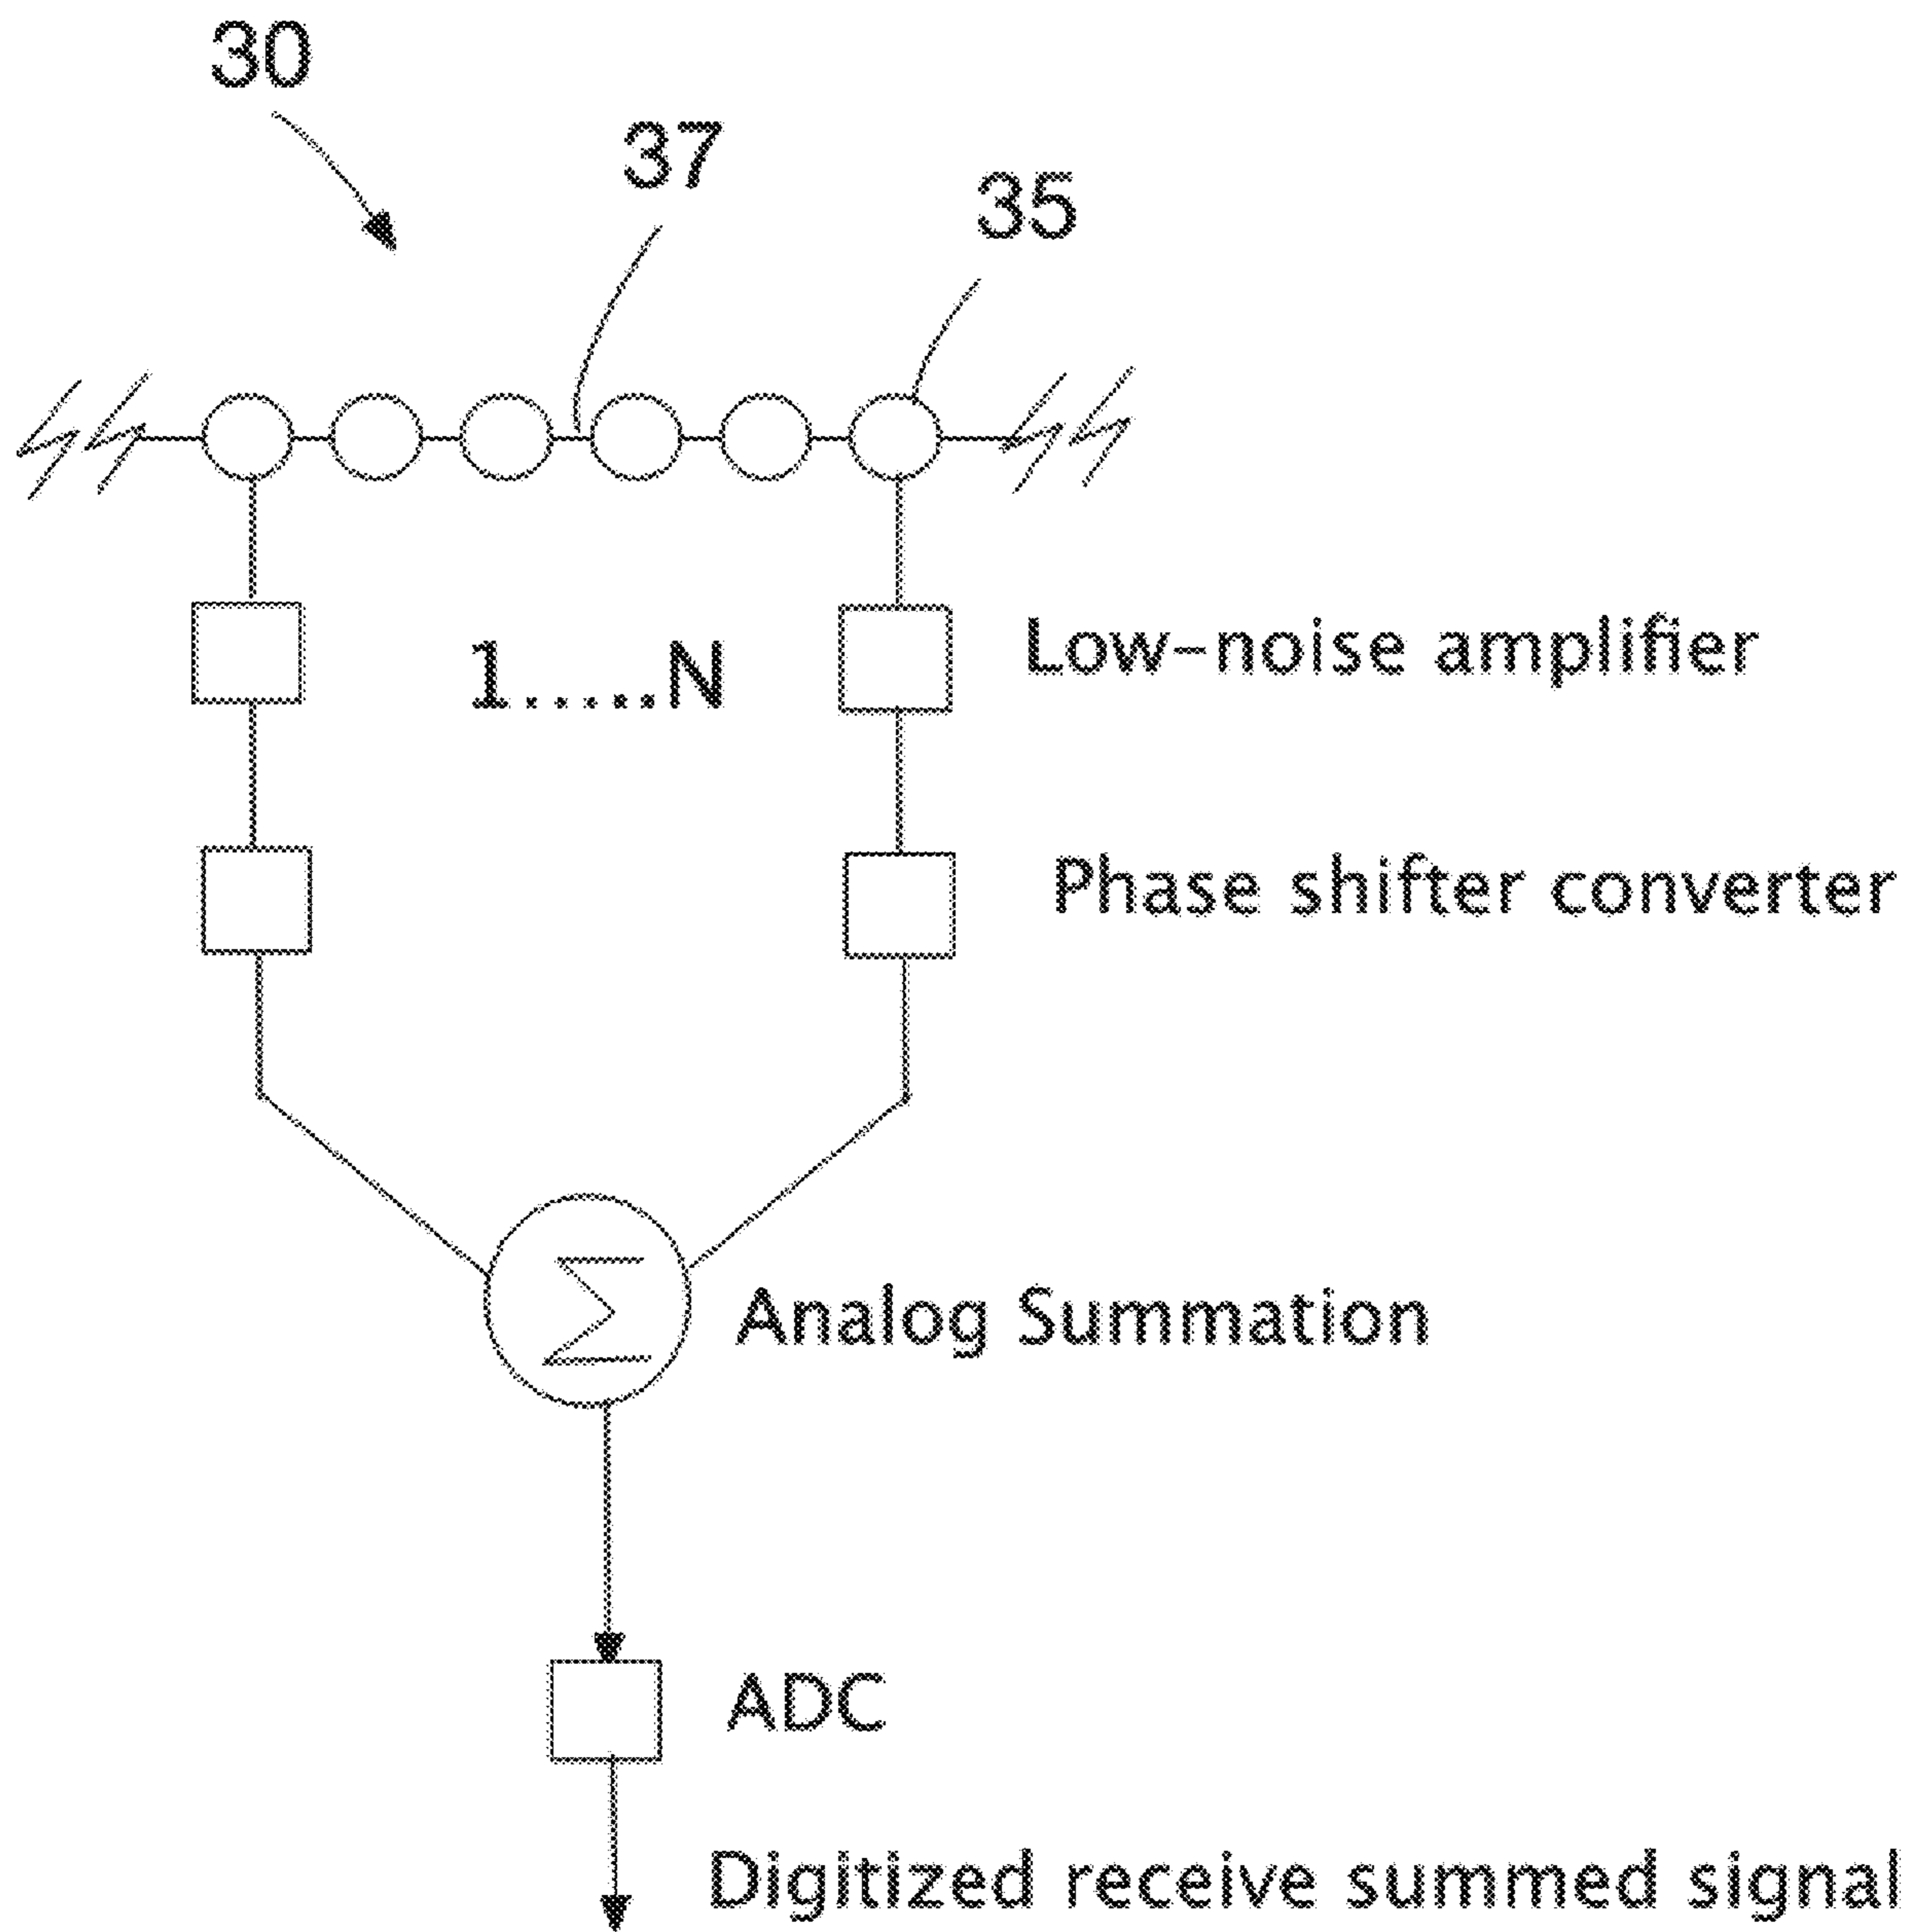 30
37
35
1.....N
Low-noise amplifier
Phase shifter converter
Σ
Analog Summation
ADC
Digitized receive summed signal